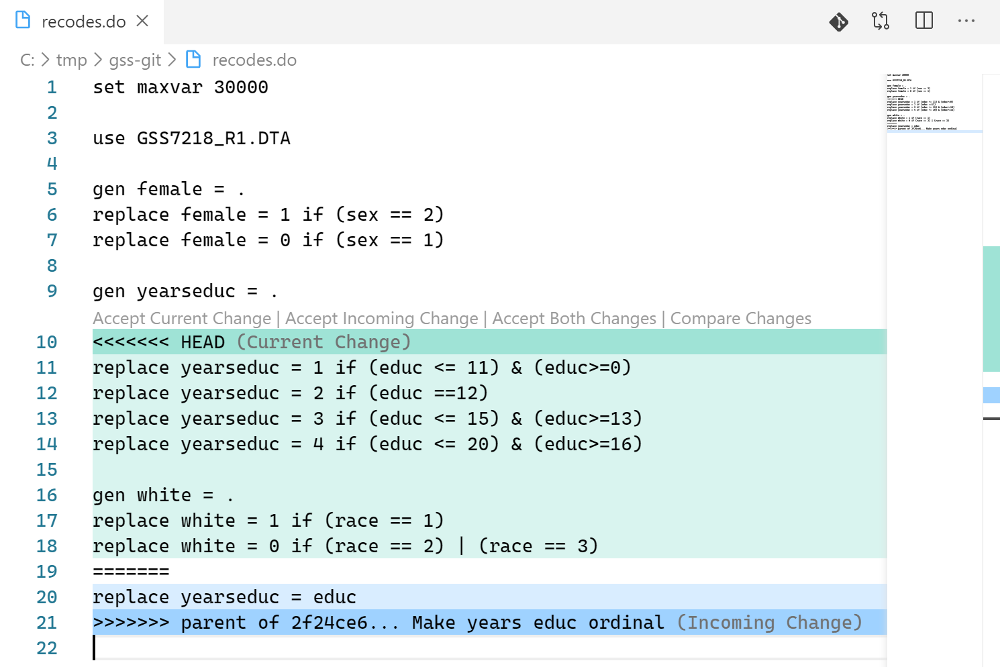 recodes.do
C: > tmp > gss-git > recodes.do
1 set maxvar 30000
2
3 use GSS7218_R1.DTA
4
5 gen female = .
6 replace female = 1 if (sex == 2)
7 replace female = 0 if (sex == 1)
8
9 gen yearseduc = .
Accept Current Change | Accept Incoming Change | Accept Both Changes | Compare Changes
10 <<<<<<< HEAD (Current Change)
11 replace yearseduc = 1 if (educ <= 11) & (educ>=0)
12 replace yearseduc = 2 if (educ ==12)
13 replace yearseduc = 3 if (educ <= 15) & (educ>=13)
14 replace yearseduc = 4 if (educ <= 20) & (educ>=16)
15
16 gen white = .
17 replace white = 1 if (race == 1)
18 replace white = 0 if (race == 2) | (race == 3)
19 =======
20 replace yearseduc = educ
21 >>>>>>> parent of 2f24ce6... Make years educ ordinal (Incoming Change)
22